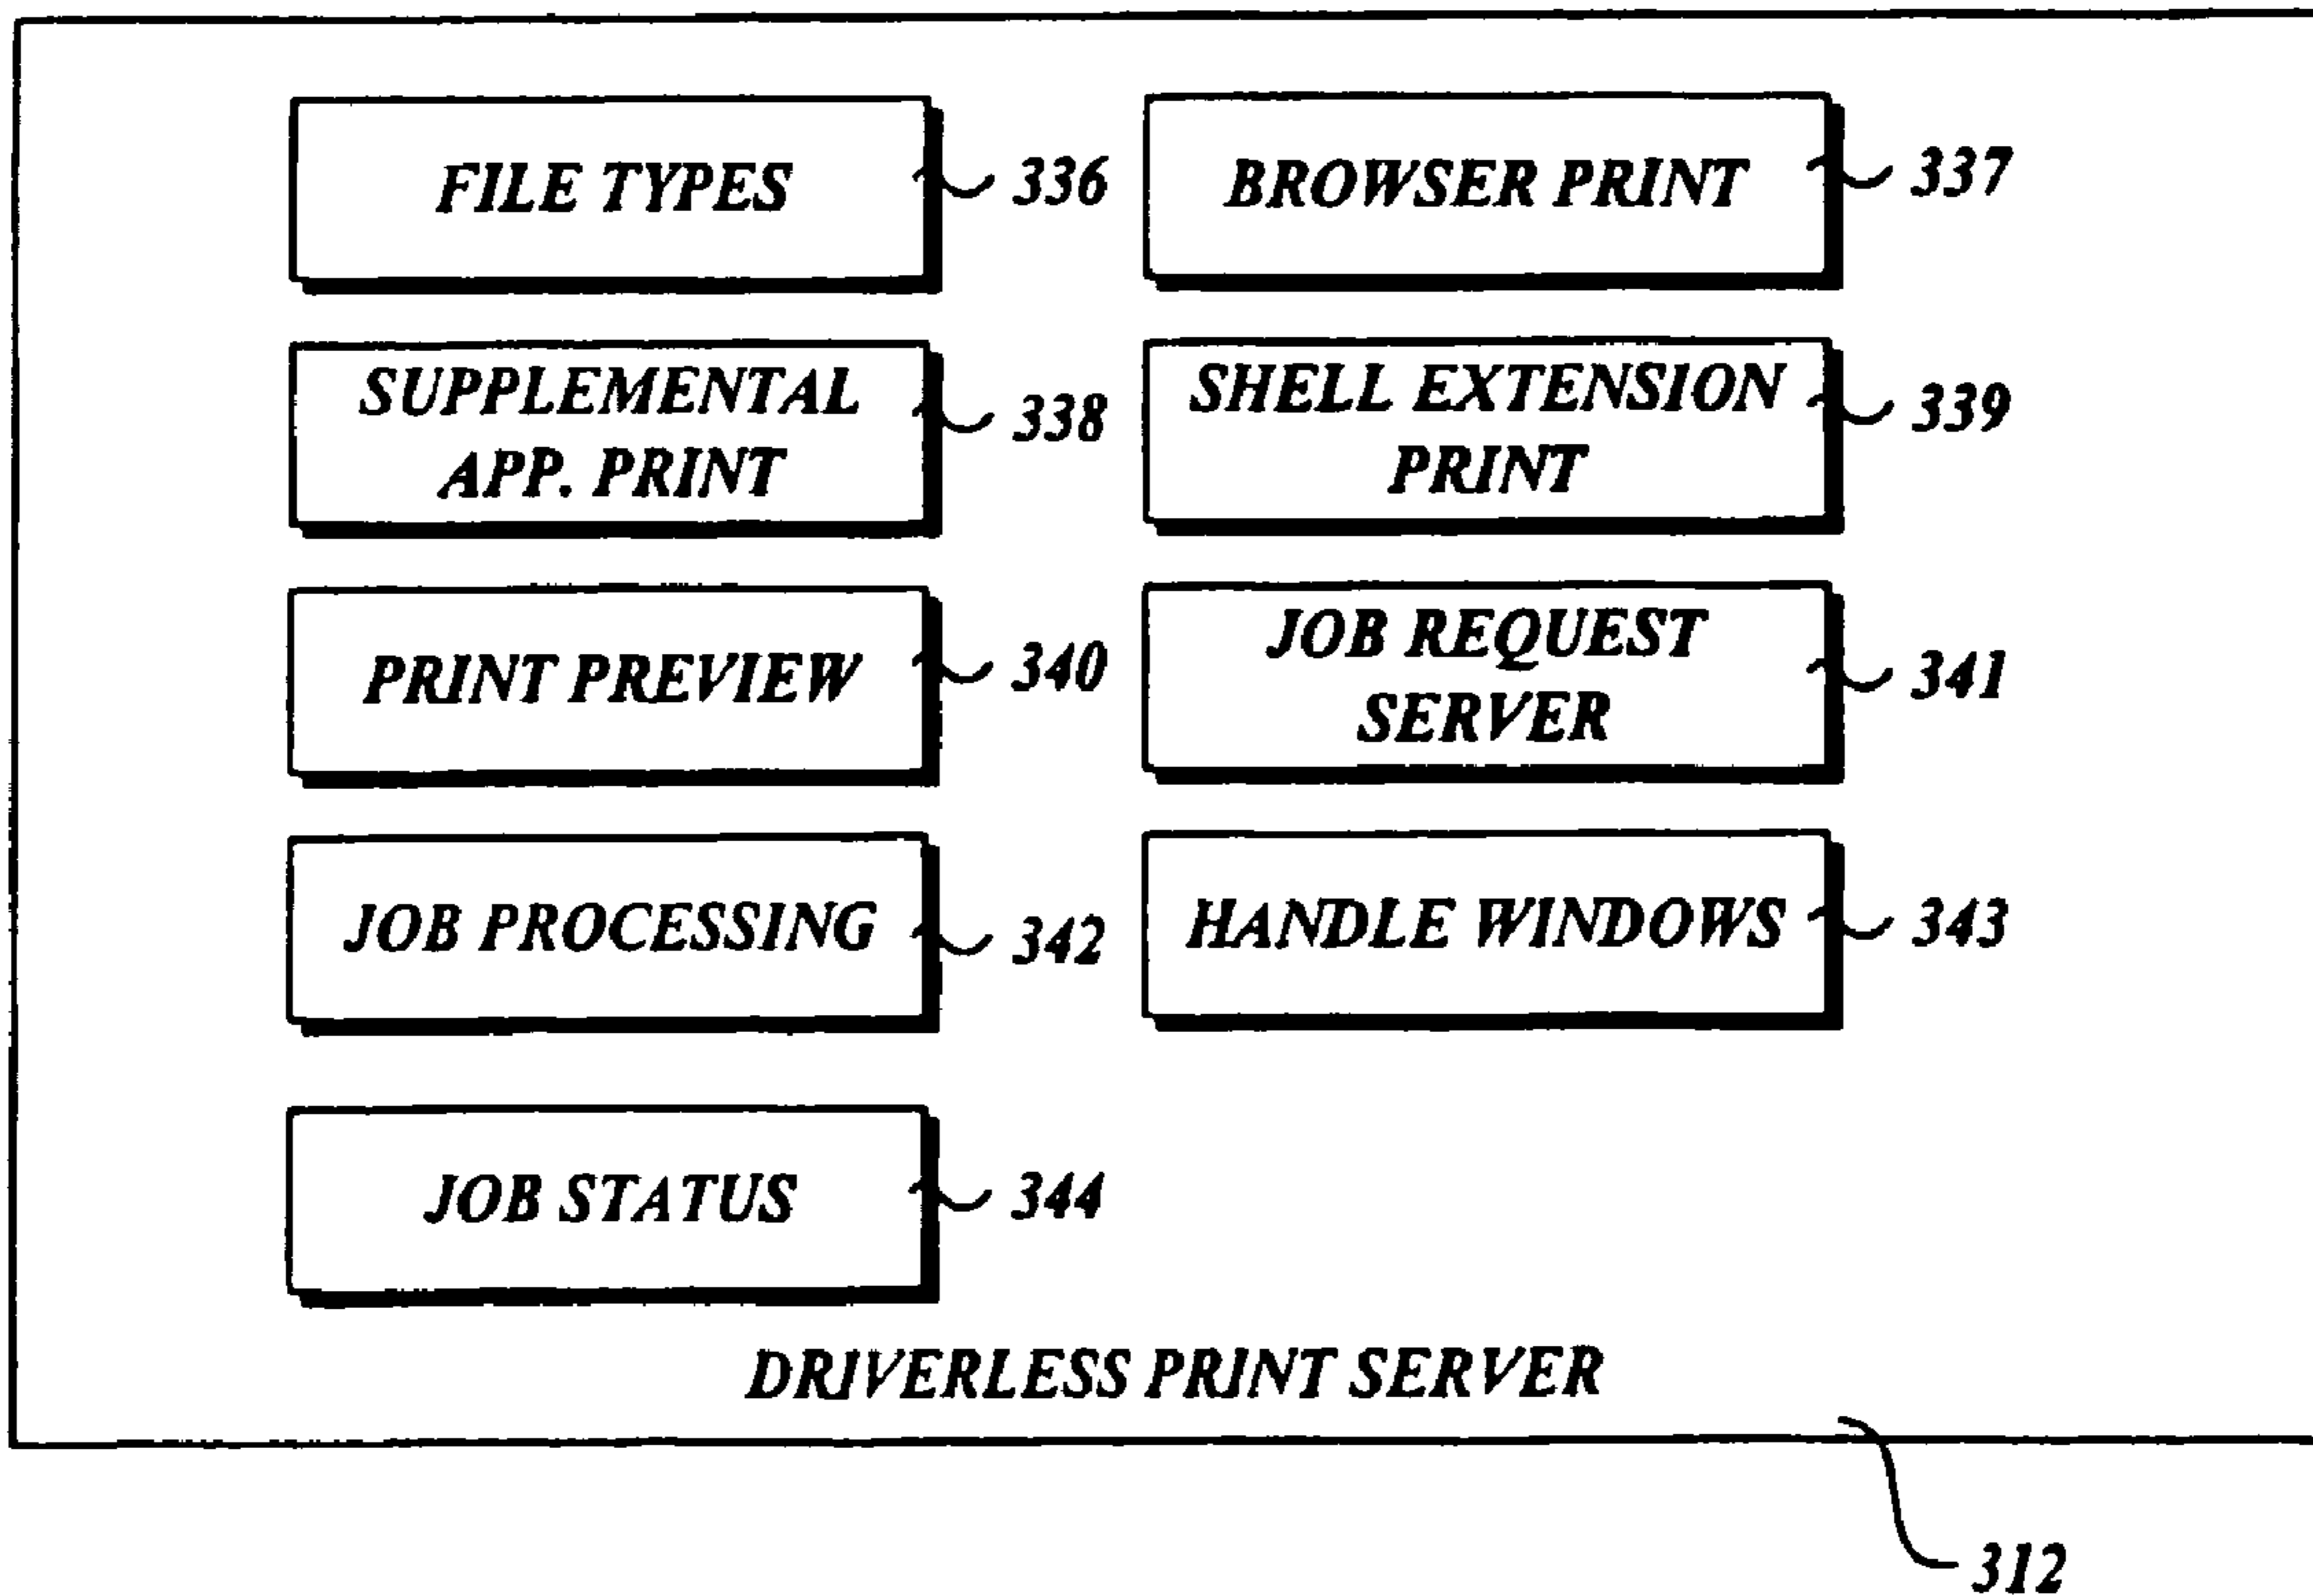 FILE TYPES
336
BROWSER PRINT
337
SUPPLEMENTAL
APP. PRINT
338
SHELL EXTENSION
PRINT
339
PRINT PREVIEW
340
JOB REQUEST
SERVER
341
JOB PROCESSING
342
HANDLE WINDOWS
343
JOB STATUS
344
DRIVERLESS PRINT SERVER
312